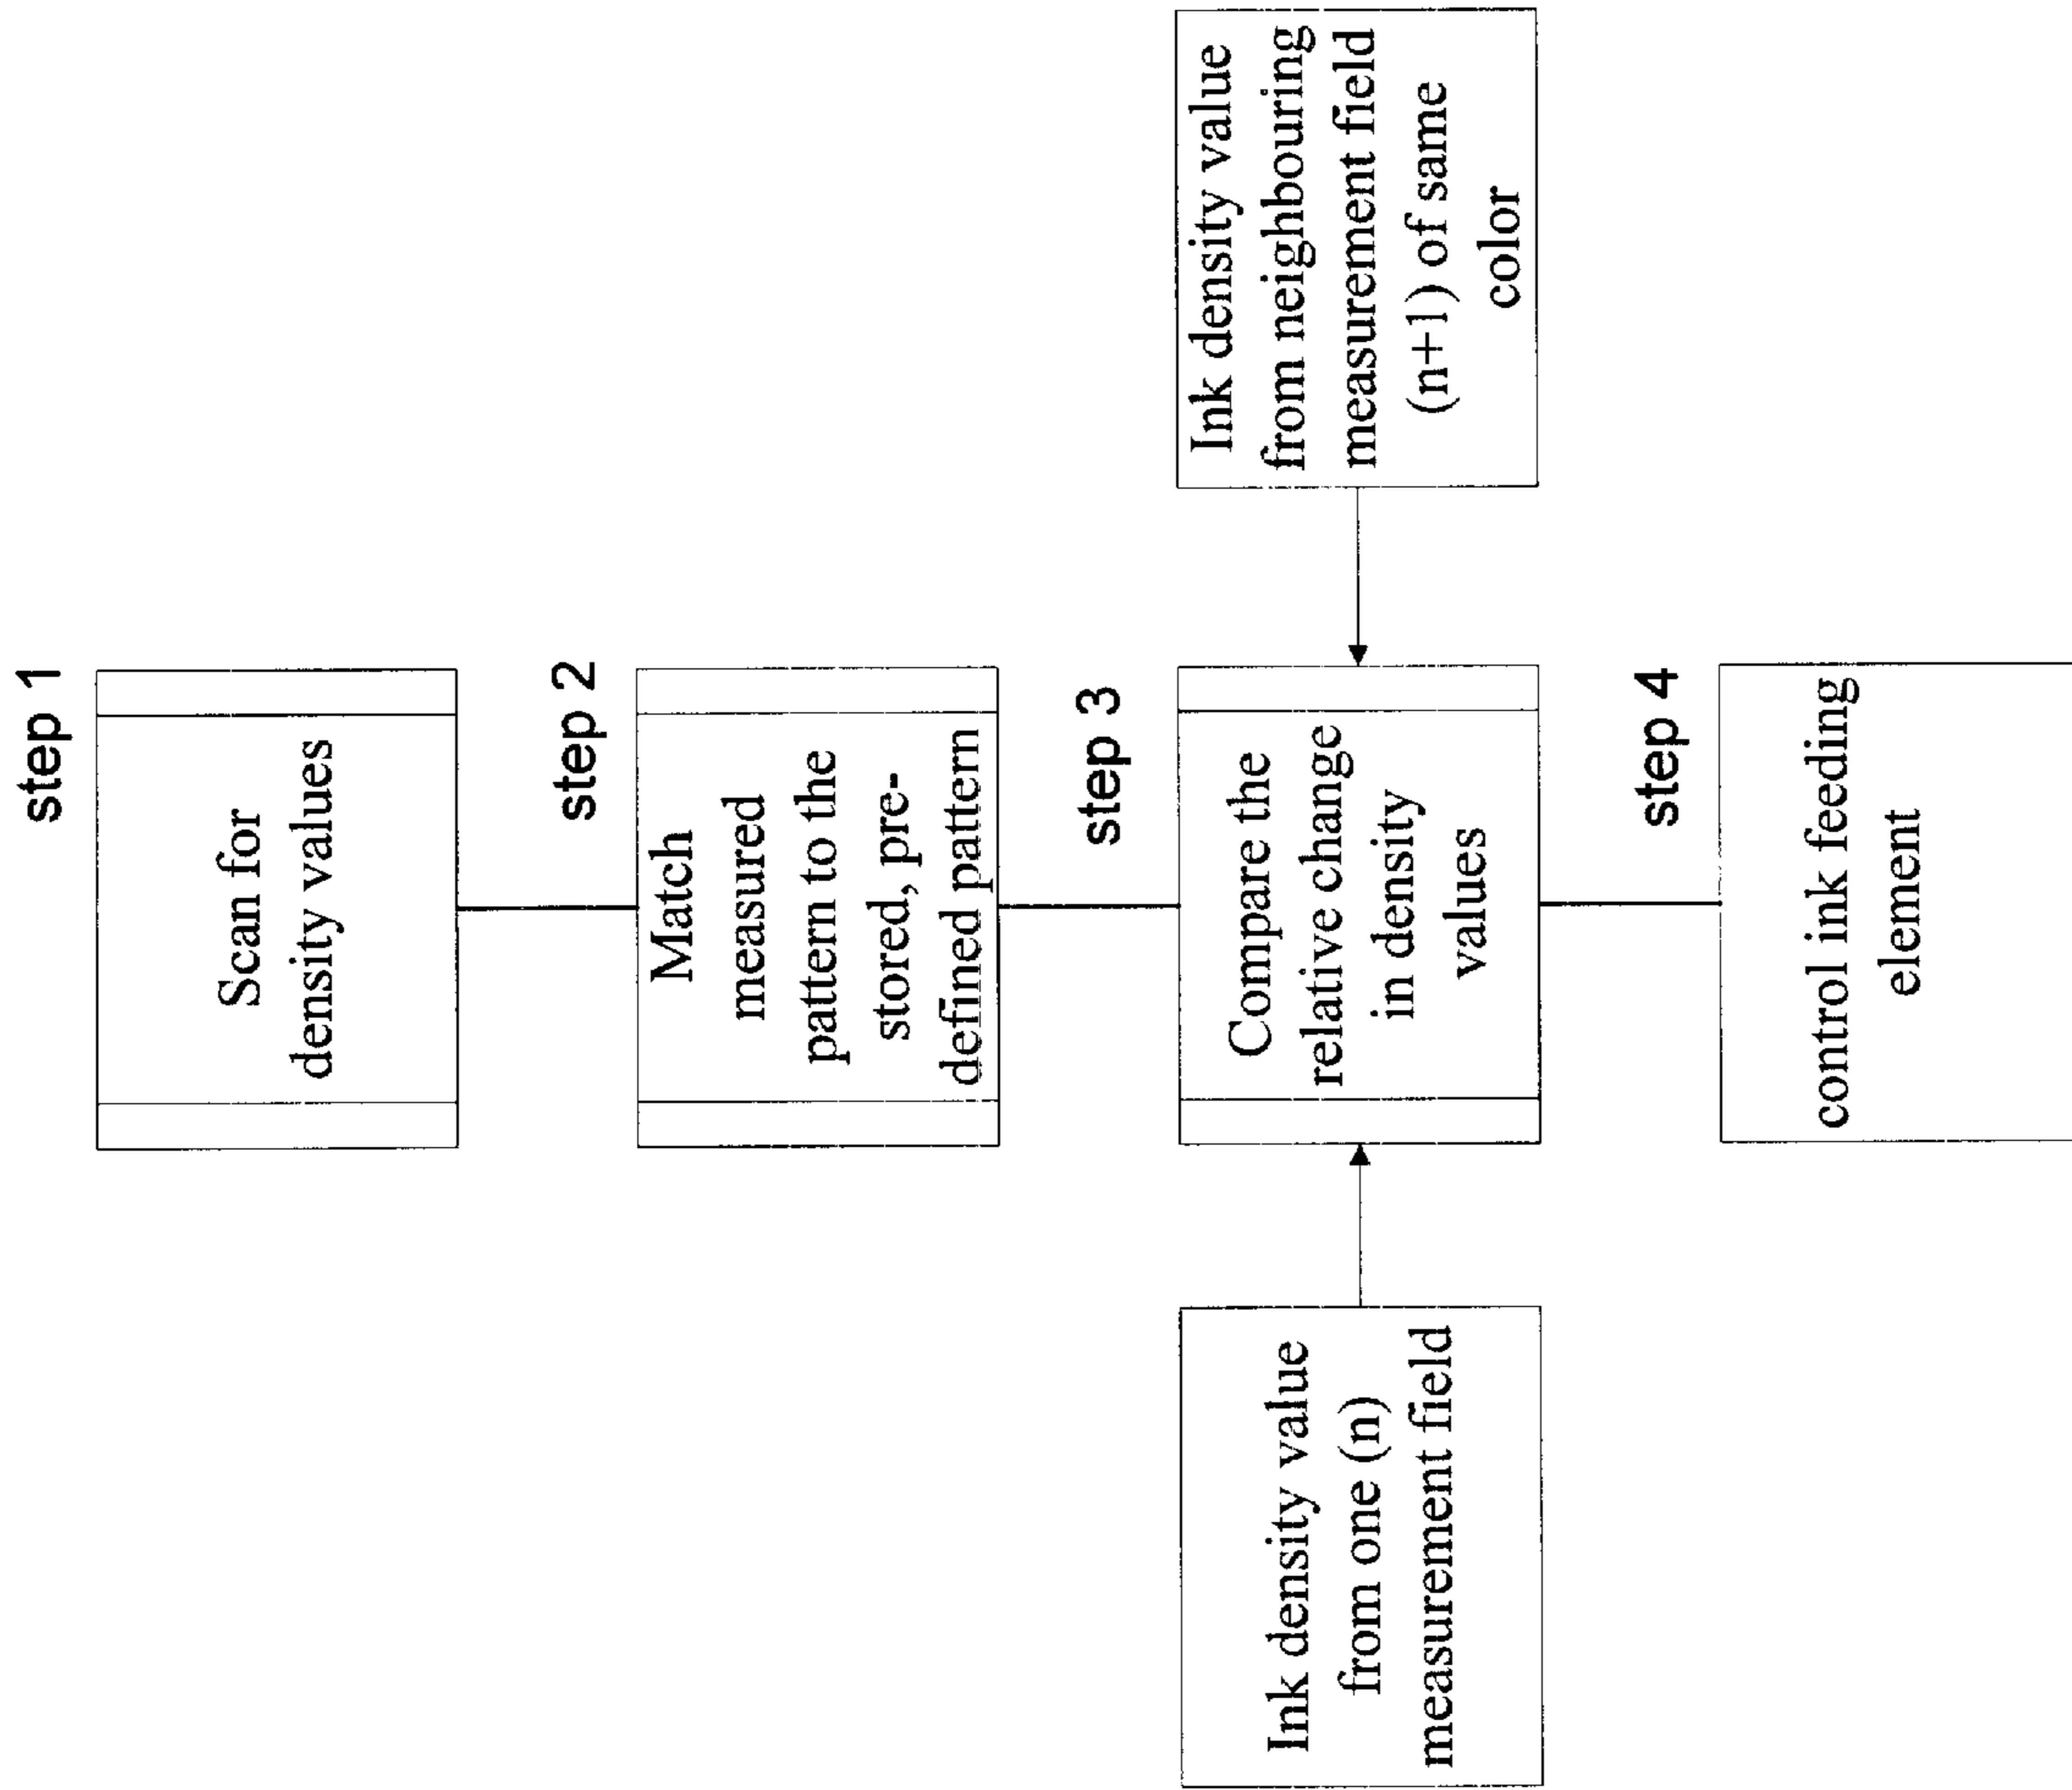 step 1
Scan for
density values
step 2
Match
measured
pattern to the
stored, pre-
defined pattern
step 3
Compare the
relative change
in density
values
Ink density value
from one (n)
measurement field
Ink density value
from neighbouring
measurement field
(n+1) of same
color
step 4
control ink feeding
element